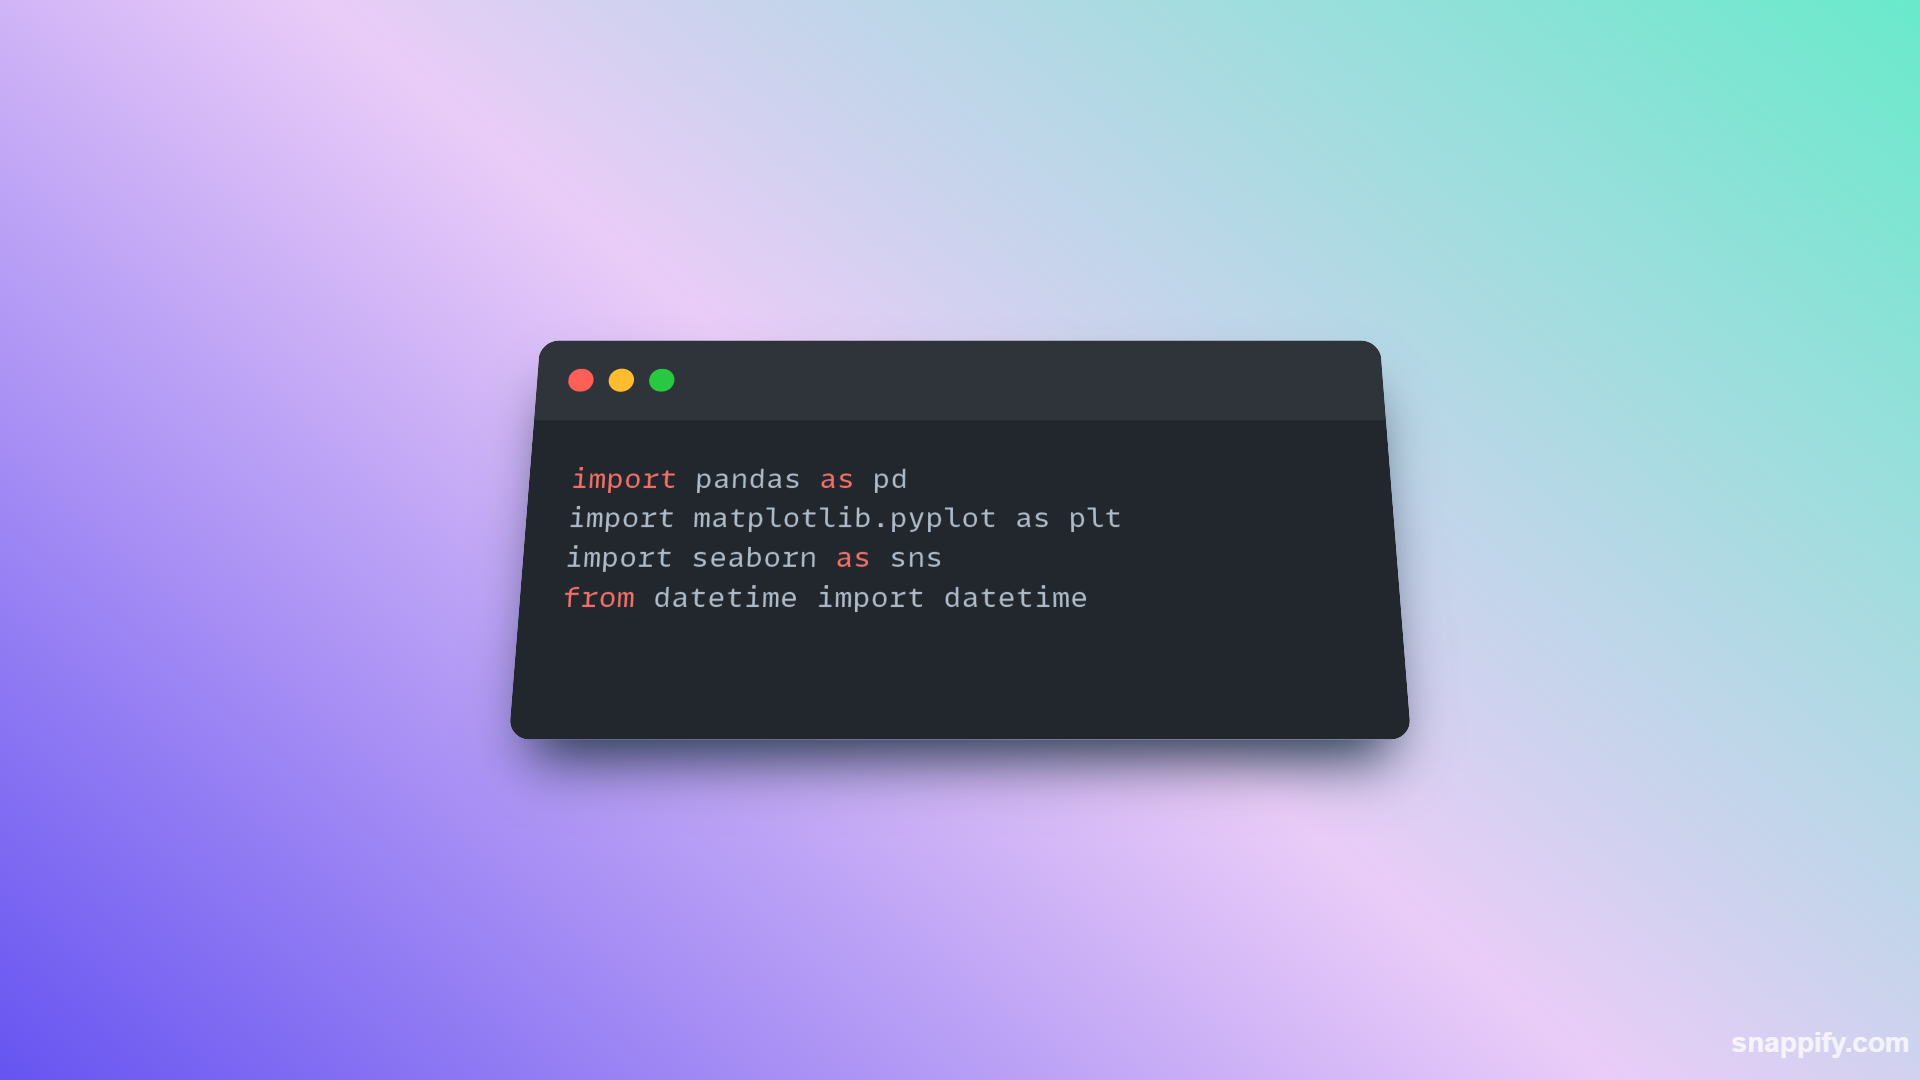 import pandas as pd
import matplotlib.pyplot as plt
import seaborn as sns
from datetime import datetime
snappify.com